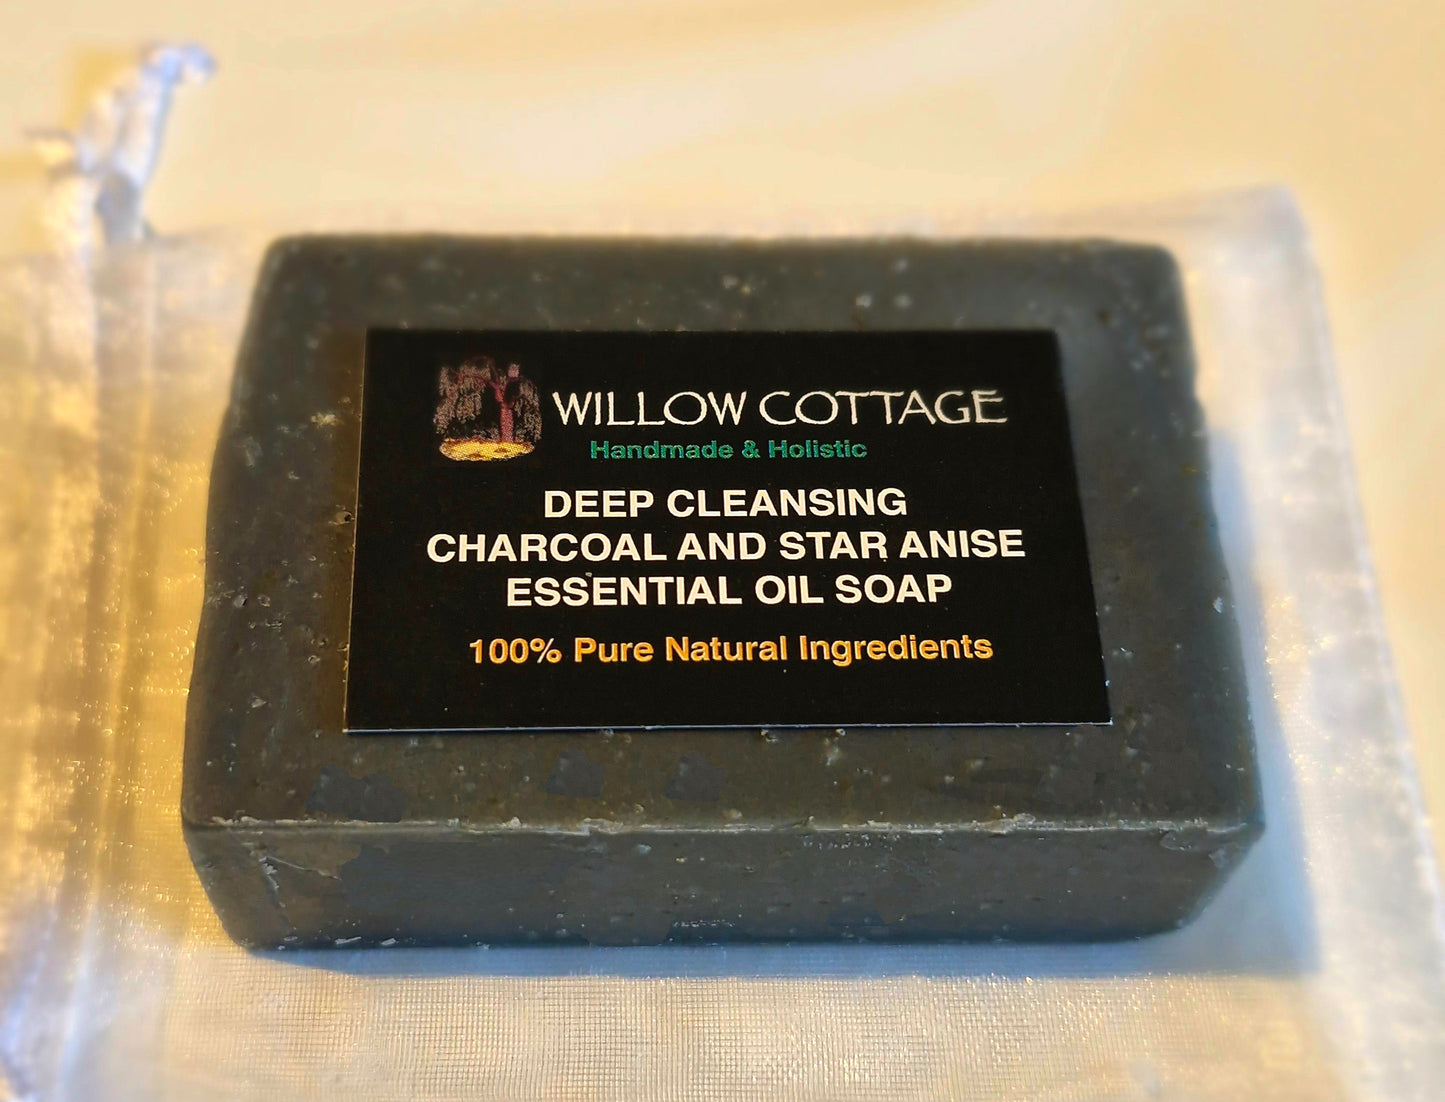 WILLOW COTTAGE
Handmade & Holistic
DEEP CLEANSING
CHARCOAL AND STAR ANISE
ESSENTIAL OIL SOAP
100% Pure Natural Ingredients